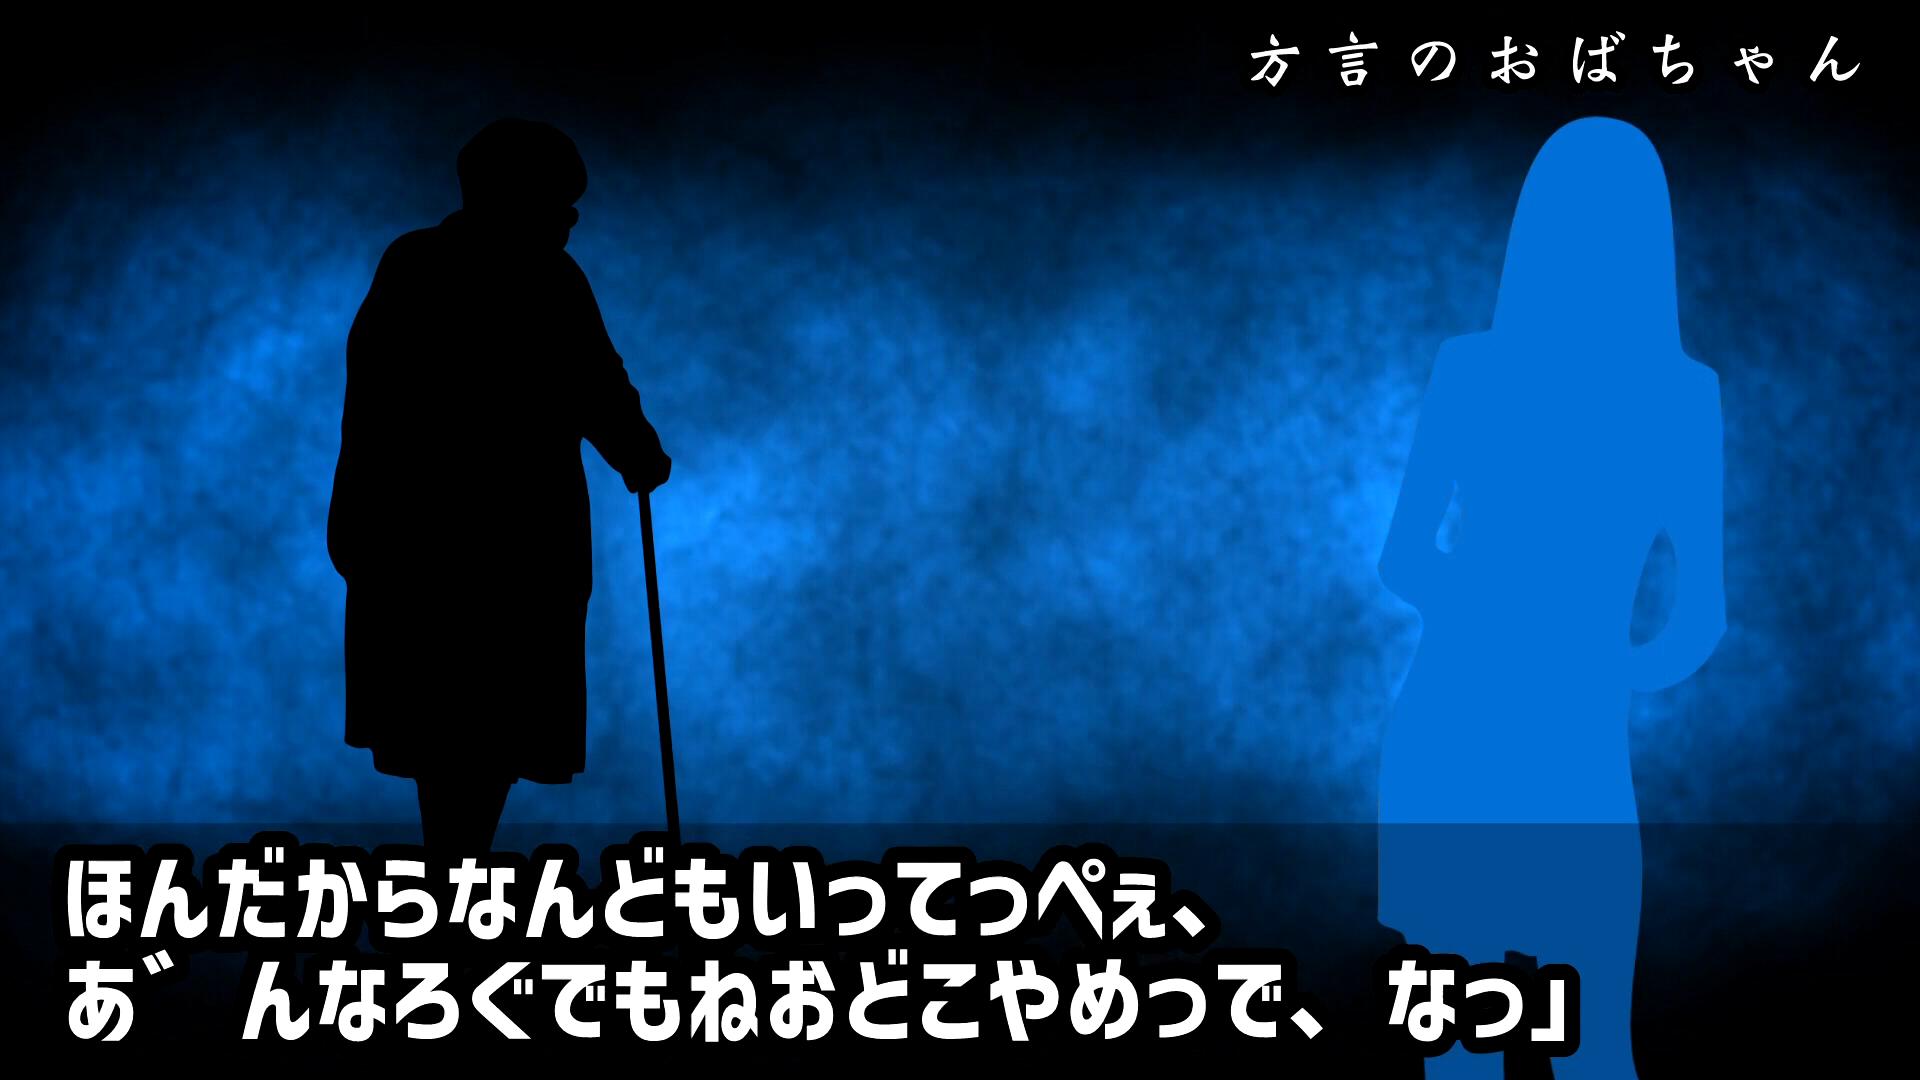 方言のおばちゃん
ほんだからなんどもいってっぺぇ、
あ゛んなろぐでもねおどこやめっで、なっ」